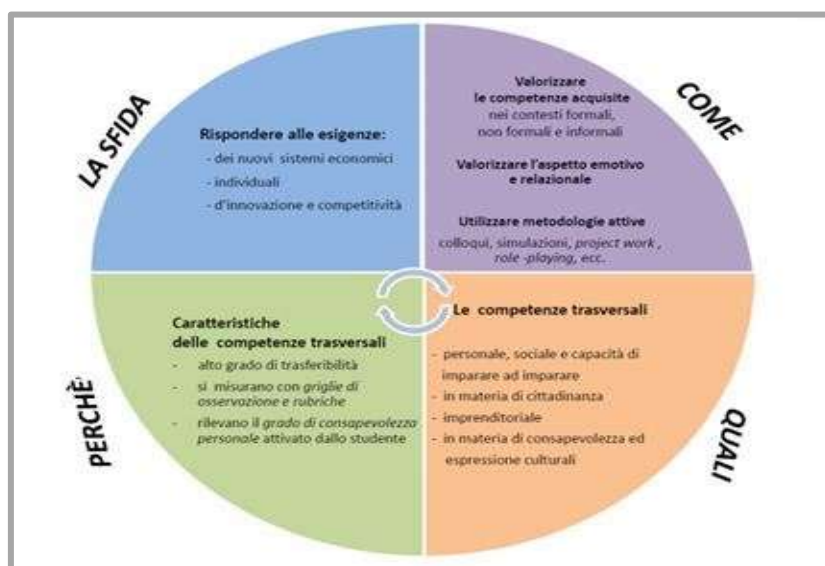 LA SFIDA
Rispondere alle esigenze:
- dei nuovi sistemi economici
- individuali
- d'innovazione e competitività
COME
Valorizzare
le competenze acquisite
nei contesti formali,
non formali e informali
Valorizzare l'aspetto emotivo
e relazionale
Utilizzare metodologie attive
colloqui, simulazioni, project work ,
role -playing, ecc.
PERCHÈ
Caratteristiche
delle competenze trasversali
- alto grado di trasferibilità
- si misurano con griglie di
osservazione e rubriche
- rilevano il grado di consapevolezza
personale attivato dallo studente
QUALI
Le competenze trasversali
- personale, sociale e capacità di
imparare ad imparare
- in materia di cittadinanza
- imprenditoriale
- in materia di consapevolezza ed
espressione culturali